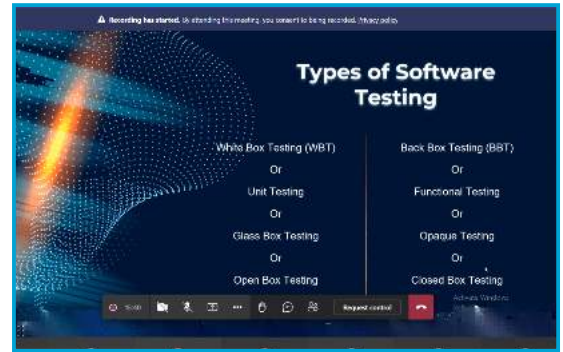 Recording has started. By attending this meeting, you consent to being recorded. Privacy policy
Types of Software
Testing
White Box Testing (WBT)
Or
Unit Testing
Or
Glass Box Testing
Or
Open Box Testing
Back Box Testing (BBT)
Or
Functional Testing
Or
Opaque Testing
Or
Closed Box Testing
Activate Windows
Request control